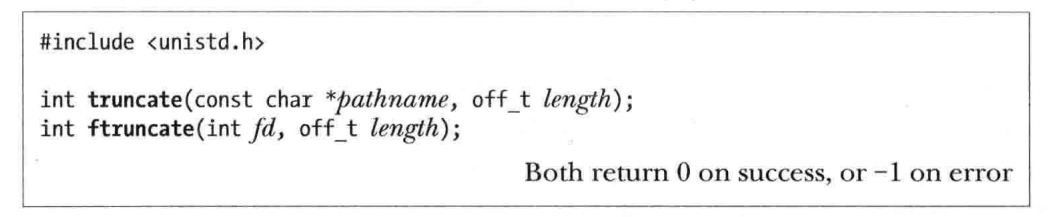 #include <unistd.h>
int truncate(const char *pathname, off_t length);
int ftruncate(int fd, off_t length);
Both return 0 on success, or −1 on error